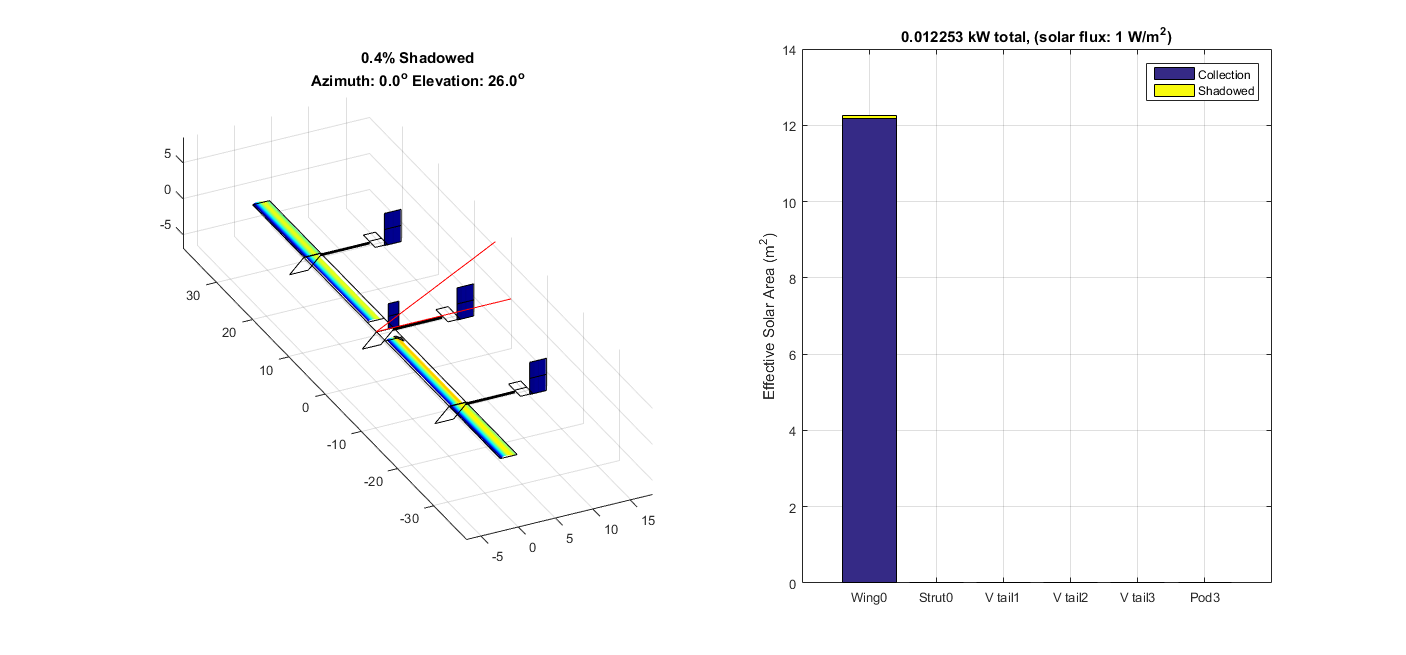 0.4% Shadowed
Azimuth: 0.0° Elevation: 26.0°
5
0
-5
30
20
10
0
-10
-20
-30
-5
0
5
10
15
0.012253 kW total, (solar flux: 1 W/m²)
Collection
Shadowed
Effective Solar Area (m²)
14
12
10
8
6
4
2
0
Wing0
Strut0
V tail1
V tail2
V tail3
Pod3